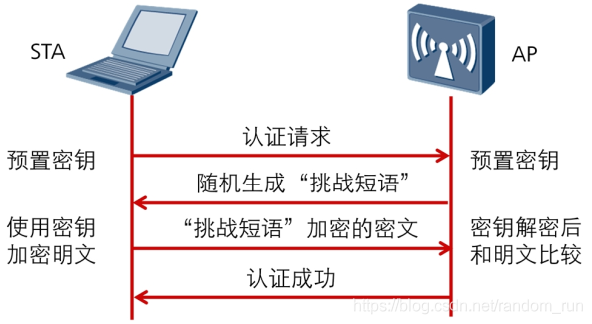 STA
AP
认证请求
预置密钥
预置密钥
随机生成“挑战短语”
使用密钥
加密明文
“挑战短语”加密的密文
密钥解密后
和明文比较
认证成功
https://blog.csdn.net/random_run